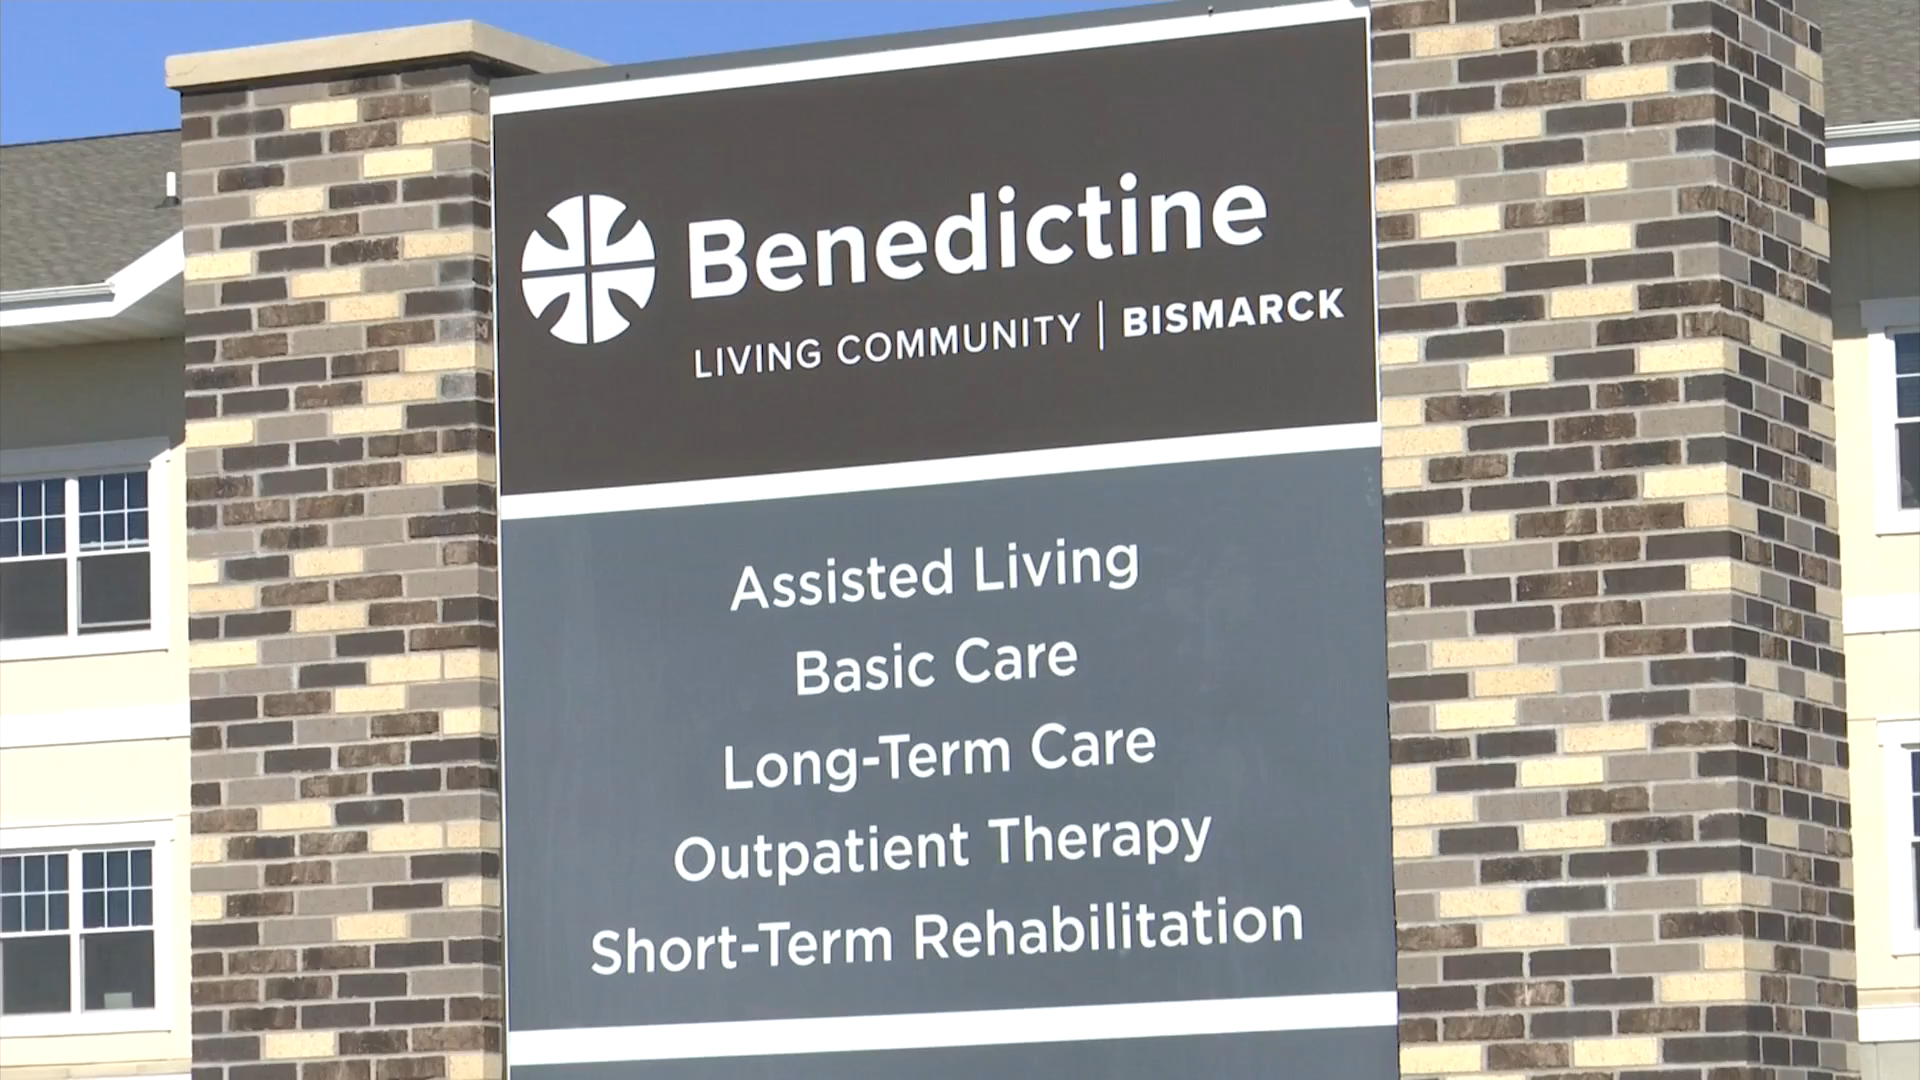 Benedictine
LIVING COMMUNITY | BISMARCK
Assisted Living
Basic Care
Long-Term Care
Outpatient Therapy
Short-Term Rehabilitation